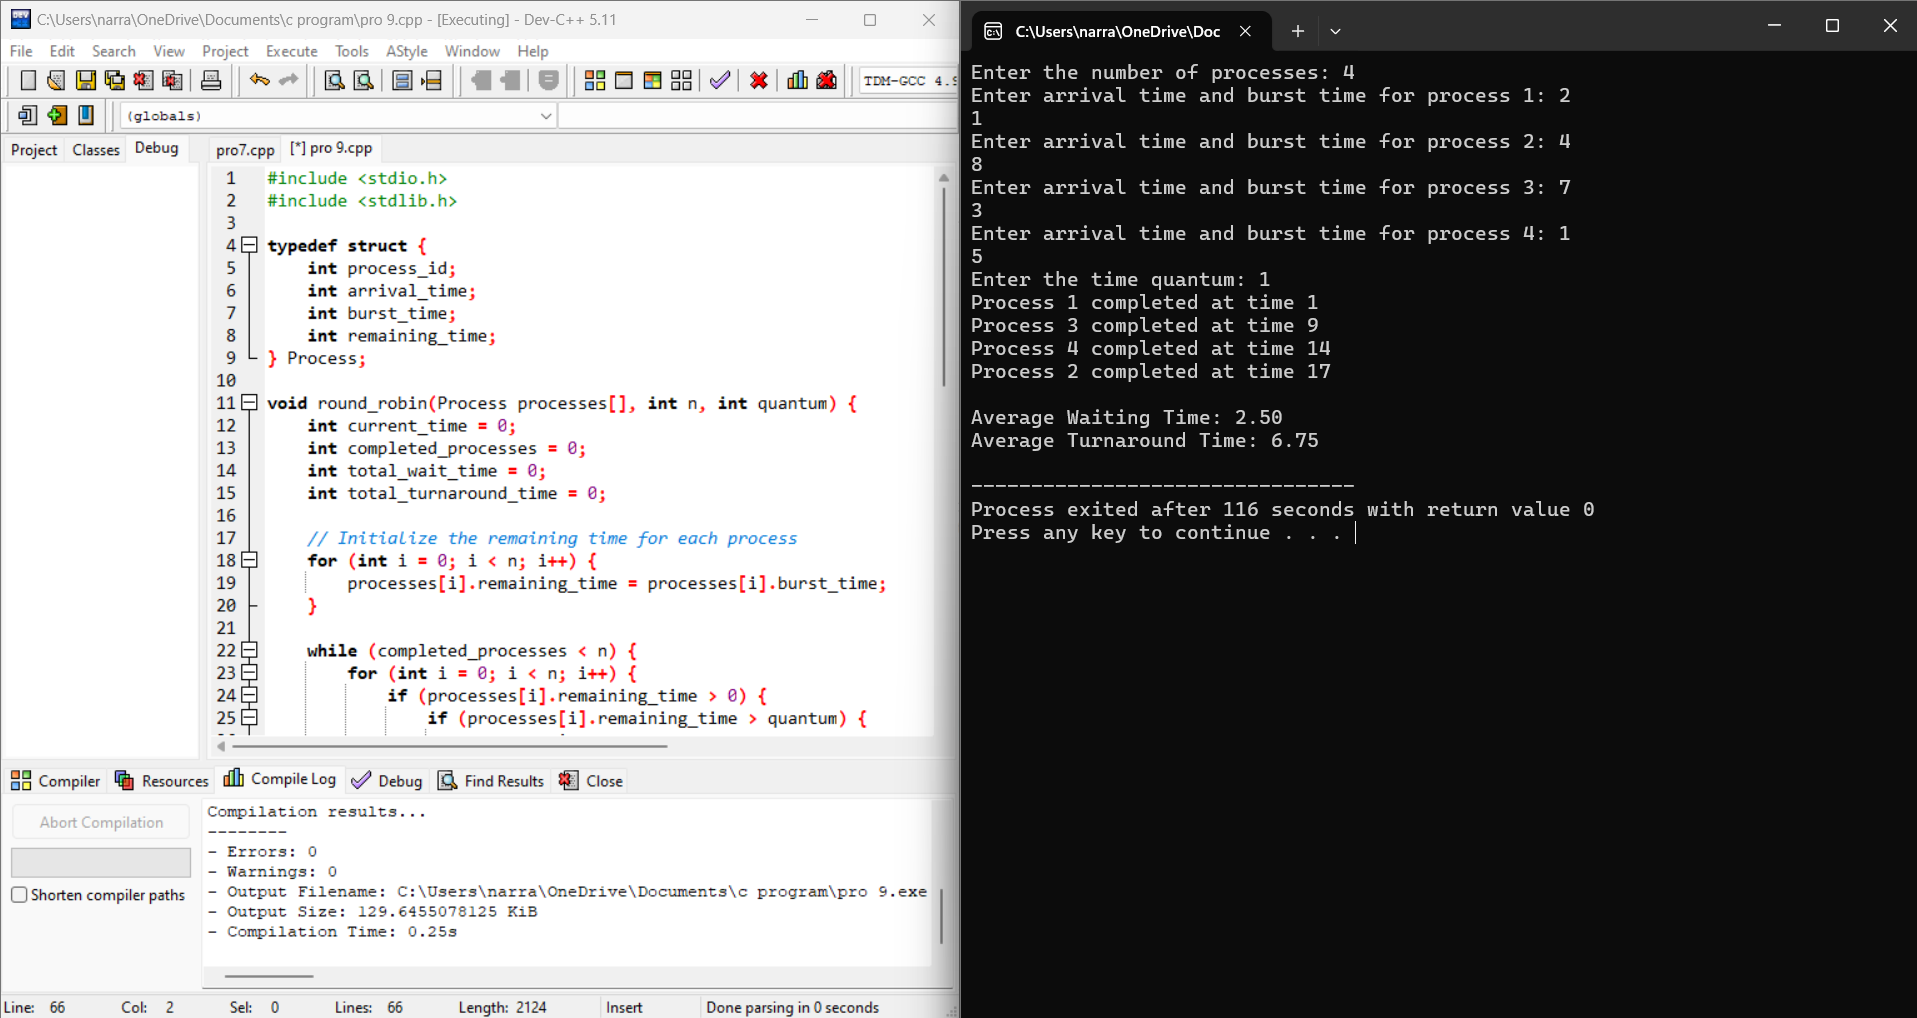 C:\Users\narra\OneDrive\Documents\c program\pro 9.cpp - [Executing] - Dev-C++ 5.11
File Edit Search View Project Execute Tools AStyle Window Help
TDM-GCC 4.9
(globals)
Project Classes Debug
pro7.cpp [*] pro 9.cpp
1 #include <stdio.h>
2 #include <stdlib.h>
3
4 typedef struct {
5 int process_id;
6 int arrival_time;
7 int burst_time;
8 int remaining_time;
9 } Process;
10
11 void round_robin(Process processes[], int n, int quantum) {
12 int current_time = 0;
13 int completed_processes = 0;
14 int total_wait_time = 0;
15 int total_turnaround_time = 0;
16
17 // Initialize the remaining time for each process
18 for (int i = 0; i < n; i++) {
19 processes[i].remaining_time = processes[i].burst_time;
20 }
21
22 while (completed_processes < n) {
23 for (int i = 0; i < n; i++) {
24 if (processes[i].remaining_time > 0) {
25 if (processes[i].remaining_time > quantum) {
Compiler Resources Compile Log Debug Find Results Close
Abort Compilation
Shorten compiler paths
Compilation results...
--------
- Errors: 0
- Warnings: 0
- Output Filename: C:\Users\narra\OneDrive\Documents\c program\pro 9.exe
- Output Size: 129.6455078125 KiB
- Compilation Time: 0.25s
Line: 66 Col: 2 Sel: 0 Lines: 66 Length: 2124 Insert Done parsing in 0 seconds
C:\Users\narra\OneDrive\Doc
Enter the number of processes: 4
Enter arrival time and burst time for process 1: 2
1
Enter arrival time and burst time for process 2: 4
8
Enter arrival time and burst time for process 3: 7
3
Enter arrival time and burst time for process 4: 1
5
Enter the time quantum: 1
Process 1 completed at time 1
Process 3 completed at time 9
Process 4 completed at time 14
Process 2 completed at time 17
Average Waiting Time: 2.50
Average Turnaround Time: 6.75
--------------------------------
Process exited after 116 seconds with return value 0
Press any key to continue . . .